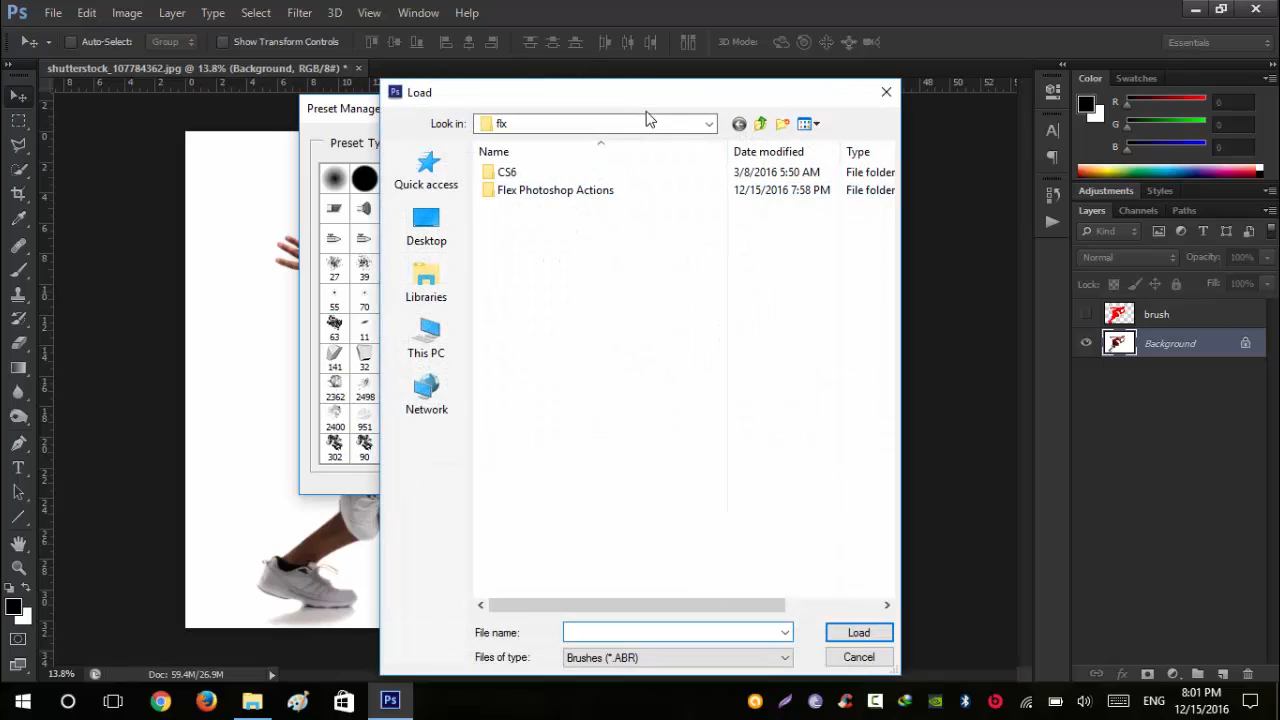 Ps File Edit Image Layer Type Select Filter 3D View Window Help
Auto-Select: Group Show Transform Controls 3D Mode: Essentials
shutterstock_107784362.jpg @ 13.8% (Background, RGB/8#) * ×
Preset Manage
Preset Ty
27 39
55 70
63 11
141 32
2362 2498
2400 951
302 90
Ps Load
Look in: flx
Quick access
Desktop
Libraries
This PC
Network
Name Date modified Type
CS6 3/8/2016 5:50 AM File folder
Flex Photoshop Actions 12/15/2016 7:58 PM File folder
File name: Load
Files of type: Brushes (*.ABR) Cancel
Color Swatches
R 0
G 0
B 0
Adjustments Styles
Layers Channels Paths
Kind
Normal Opacity: 100%
Lock: Fill: 100%
brush
Background
13.8% Doc: 59.4M/26.9M
ENG 8:01 PM
12/15/2016